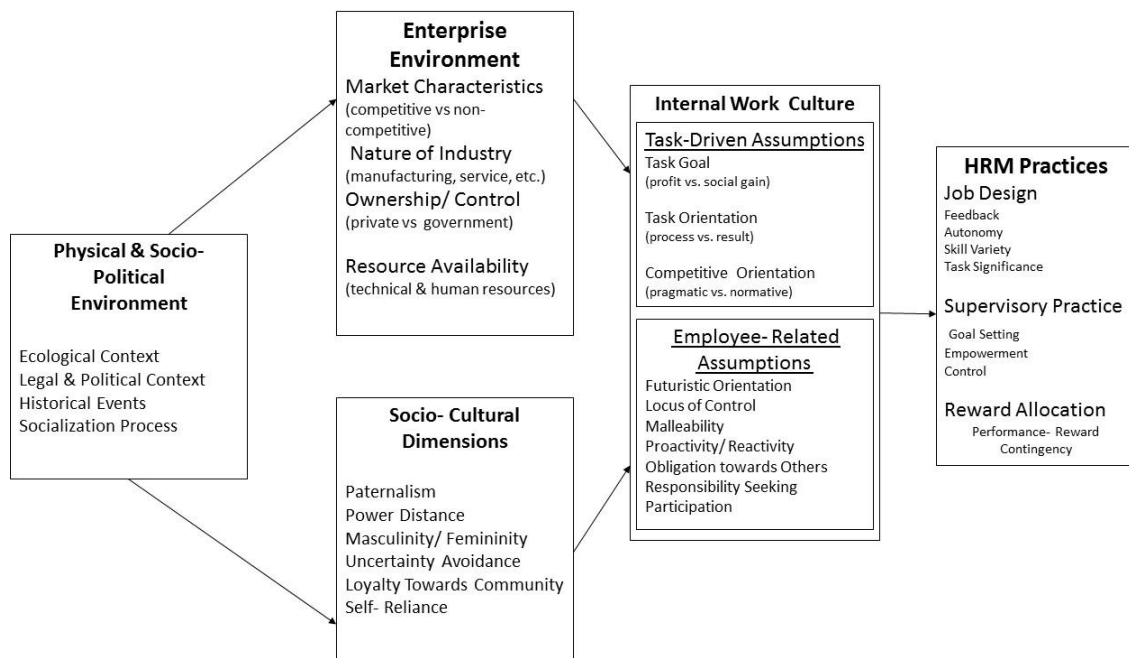 Physical & Socio-
Political
Environment
Ecological Context
Legal & Political Context
Historical Events
Socialization Process
Enterprise
Environment
Market Characteristics
(competitive vs non-
competitive)
Nature of Industry
(manufacturing, service, etc.)
Ownership/ Control
(private vs government)
Resource Availability
(technical & human resources)
Socio- Cultural
Dimensions
Paternalism
Power Distance
Masculinity/ Femininity
Uncertainty Avoidance
Loyalty Towards Community
Self- Reliance
Internal Work Culture
Task-Driven Assumptions
Task Goal
(profit vs. social gain)
Task Orientation
(process vs. result)
Competitive Orientation
(pragmatic vs. normative)
Employee- Related
Assumptions
Futuristic Orientation
Locus of Control
Malleability
Proactivity/ Reactivity
Obligation towards Others
Responsibility Seeking
Participation
HRM Practices
Job Design
Feedback
Autonomy
Skill Variety
Task Significance
Supervisory Practice
Goal Setting
Empowerment
Control
Reward Allocation
Performance- Reward
Contingency